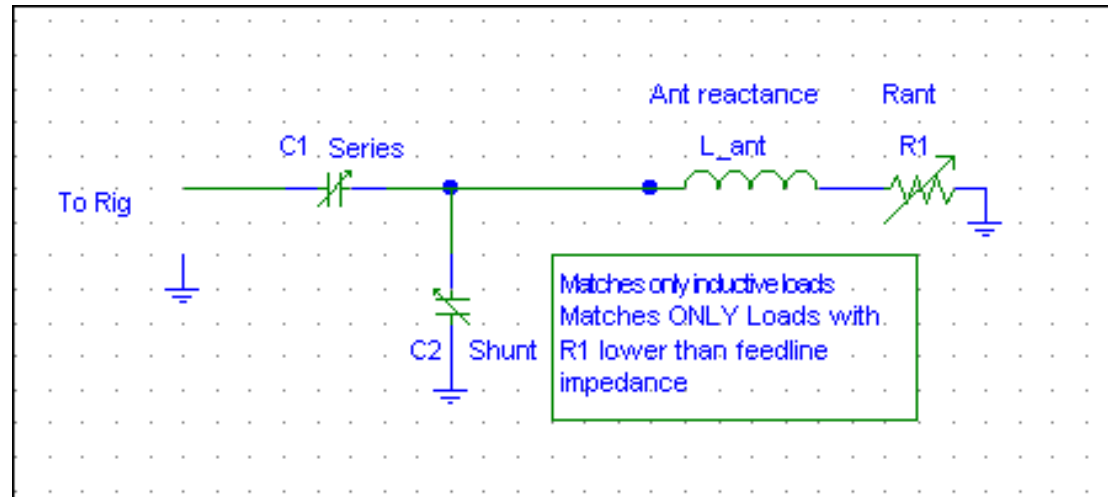 Ant reactance
Rant
C1
Series
L_ant
R1
To Rig
Matches only inductive loads
Matches ONLY Loads with
R1 lower than feedline
impedance
C2
Shunt